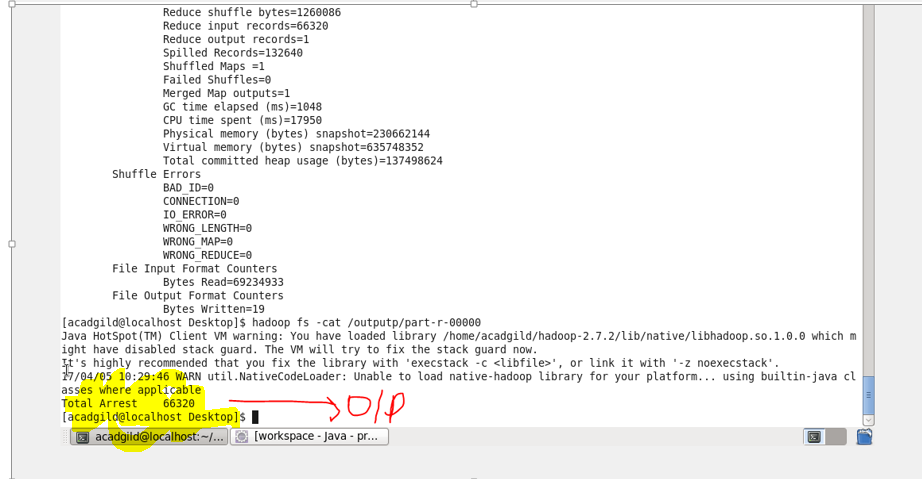 Reduce shuffle bytes=1260086
Reduce input records=66320
Reduce output records=1
Spilled Records=132640
Shuffled Maps =1
Failed Shuffles=0
Merged Map outputs=1
GC time elapsed (ms)=1048
CPU time spent (ms)=17950
Physical memory (bytes) snapshot=230662144
Virtual memory (bytes) snapshot=635748352
Total committed heap usage (bytes)=137498624
Shuffle Errors
BAD_ID=0
CONNECTION=0
IO_ERROR=0
WRONG_LENGTH=0
WRONG_MAP=0
WRONG_REDUCE=0
File Input Format Counters
Bytes Read=69234933
File Output Format Counters
Bytes Written=19
[acadgild@localhost Desktop]$ hadoop fs -cat /outputp/part-r-00000
Java HotSpot(TM) Client VM warning: You have loaded library /home/acadgild/hadoop-2.7.2/lib/native/libhadoop.so.1.0.0 which m
ight have disabled stack guard. The VM will try to fix the stack guard now.
It's highly recommended that you fix the library with 'execstack -c <libfile>', or link it with '-z noexecstack'.
17/04/05 10:29:46 WARN util.NativeCodeLoader: Unable to load native-hadoop library for your platform... using builtin-java cl
asses where applicable
Total Arrest 66320
O/P
[acadgild@localhost Desktop]$
acadgild@localhost:~/...
[workspace - Java - pr...